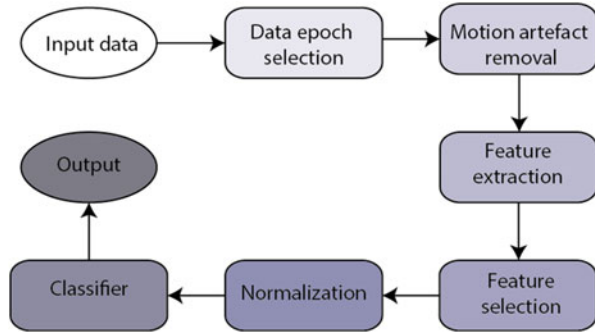 Input data
Data epoch
selection
Motion artefact
removal
Feature
extraction
Feature
selection
Normalization
Classifier
Output